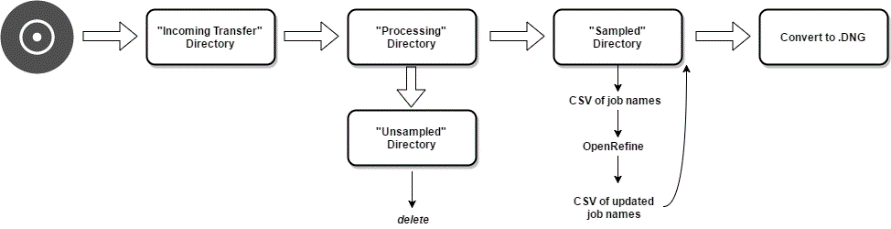 "Incoming Transfer"
Directory
"Processing"
Directory
"Sampled"
Directory
Convert to .DNG
"Unsampled"
Directory
delete
CSV of job names
OpenRefine
CSV of updated
job names